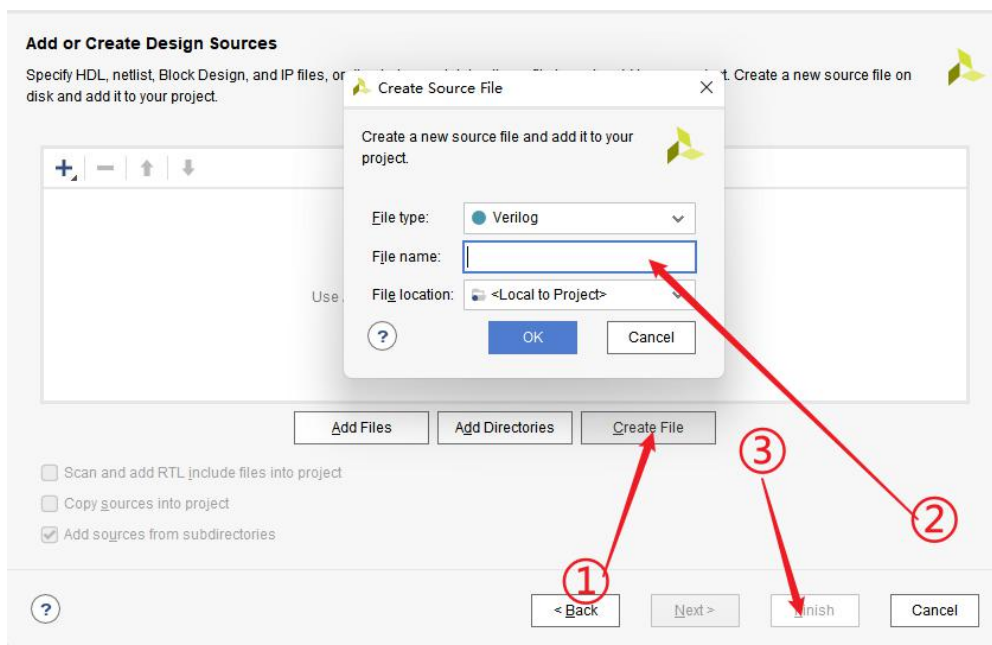 Add or Create Design Sources
Specify HDL, netlist, Block Design, and IP files, or
t. Create a new source file on
disk and add it to your project.
Create Source File
Create a new source file and add it to your
project.
File type: Verilog
File name:
Use
File location: <Local to Project>
?
OK
Cancel
Add Files
Add Directories
Create File
Scan and add RTL include files into project
Copy sources into project
Add sources from subdirectories
①
②
③
?
< Back
Next >
Finish
Cancel